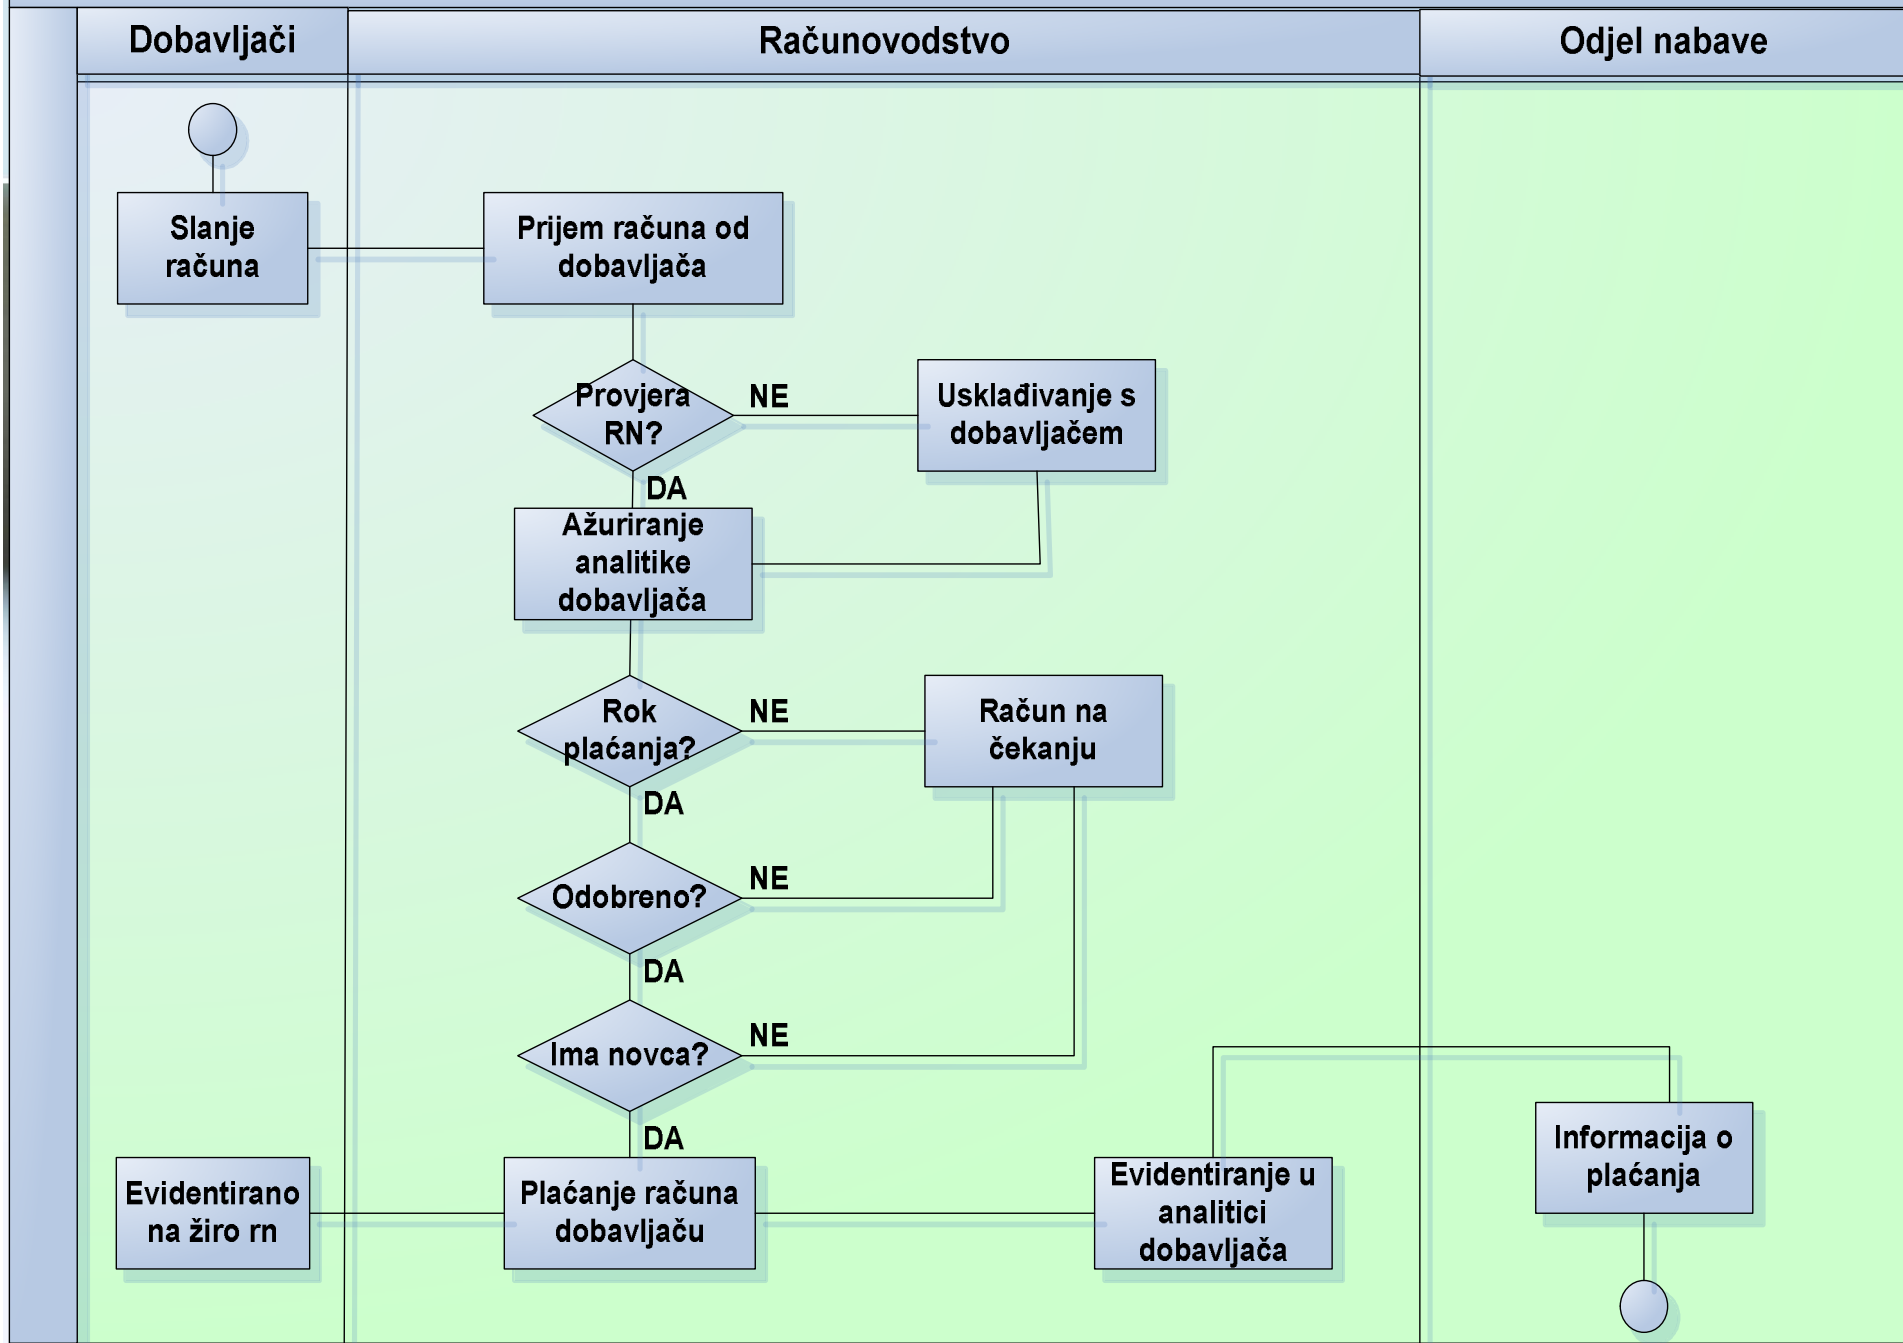 Dobavljači
Računovodstvo
Odjel nabave
Slanje
računa
Prijem računa od
dobavljača
Provjera
RN?
NE
Usklađivanje s
dobavljačem
DA
Ažuriranje
analitike
dobavljača
Rok
plaćanja?
NE
Račun na
čekanju
DA
Odobreno?
NE
DA
Ima novca?
NE
DA
Evidentirano
na žiro rn
Plaćanje računa
dobavljaču
Evidentiranje u
analitici
dobavljača
Informacija o
plaćanja